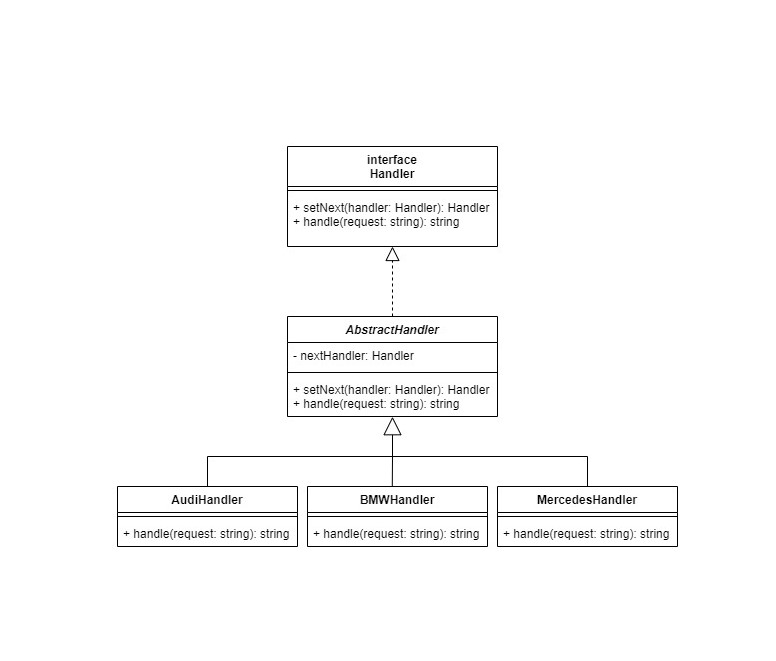 interface
Handler
+ setNext(handler: Handler): Handler
+ handle(request: string): string
AbstractHandler
- nextHandler: Handler
+ setNext(handler: Handler): Handler
+ handle(request: string): string
AudiHandler
+ handle(request: string): string
BMWHandler
+ handle(request: string): string
MercedesHandler
+ handle(request: string): string